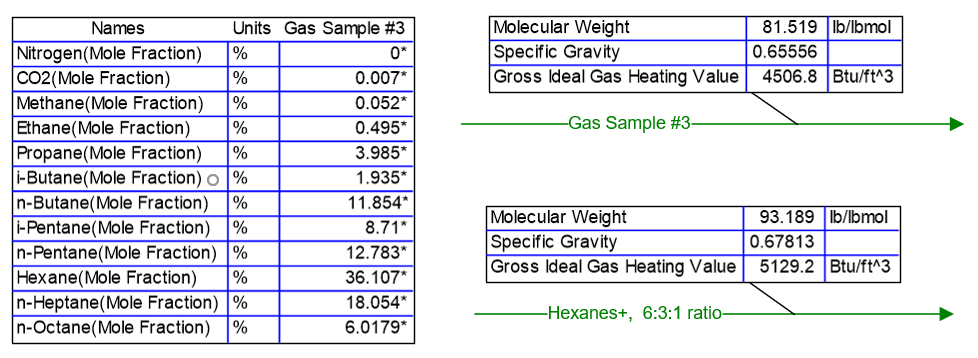 Names Units Gas Sample #3
Nitrogen(Mole Fraction) % 0*
CO2(Mole Fraction) % 0.007*
Methane(Mole Fraction) % 0.052*
Ethane(Mole Fraction) % 0.495*
Propane(Mole Fraction) % 3.985*
i-Butane(Mole Fraction) % 1.935*
n-Butane(Mole Fraction) % 11.854*
i-Pentane(Mole Fraction) % 8.71*
n-Pentane(Mole Fraction) % 12.783*
Hexane(Mole Fraction) % 36.107*
n-Heptane(Mole Fraction) % 18.054*
n-Octane(Mole Fraction) % 6.0179*
Molecular Weight 81.519 lb/lbmol
Specific Gravity 0.65556
Gross Ideal Gas Heating Value 4506.8 Btu/ft^3
Gas Sample #3
Molecular Weight 93.189 lb/lbmol
Specific Gravity 0.67813
Gross Ideal Gas Heating Value 5129.2 Btu/ft^3
Hexanes+, 6:3:1 ratio